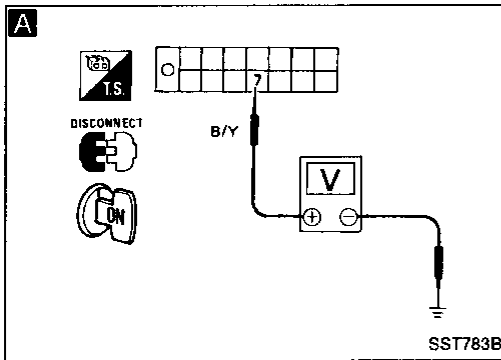 A
T.S.
7
DISCONNECT
B/Y
V
ON
+ −
SST783B